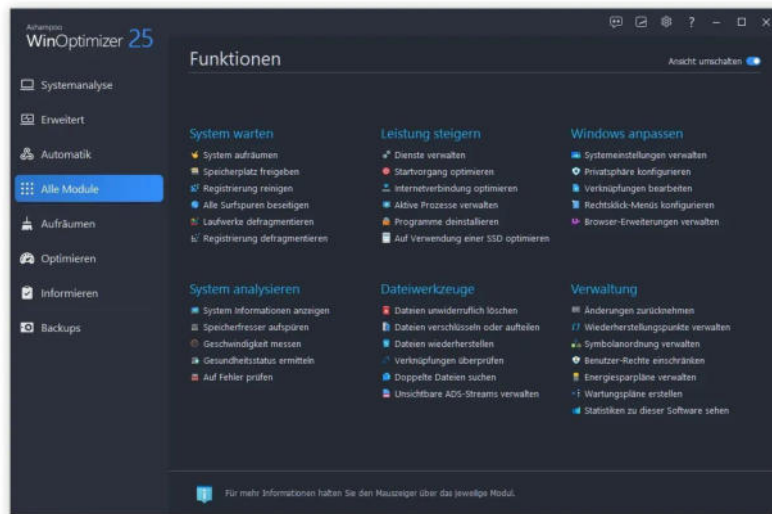 Ashampoo
WinOptimizer 25
Systemanalyse
Erweitert
Automatik
Alle Module
Aufräumen
Optimieren
Informieren
Backups
?
Funktionen
Ansicht umschalten
System warten
System aufräumen
Speicherplatz freigeben
Registrierung reinigen
Alle Surfspuren beseitigen
Laufwerke defragmentieren
Registrierung defragmentieren
Leistung steigern
Dienste verwalten
Startvorgang optimieren
Internetverbindung optimieren
Aktive Prozesse verwalten
Programme deinstallieren
Auf Verwendung einer SSD optimieren
Windows anpassen
Systemeinstellungen verwalten
Privatsphäre konfigurieren
Verknüpfungen bearbeiten
Rechtsklick-Menüs konfigurieren
Browser-Erweiterungen verwalten
System analysieren
System Informationen anzeigen
Speicherfresser aufspüren
Geschwindigkeit messen
Gesundheitsstatus ermitteln
Auf Fehler prüfen
Dateiwerkzeuge
Dateien unwiderruflich löschen
Dateien verschlüsseln oder aufteilen
Dateien wiederherstellen
Verknüpfungen überprüfen
Doppelte Dateien suchen
Unsichtbare ADS-Streams verwalten
Verwaltung
Änderungen zurücknehmen
Wiederherstellungspunkte verwalten
Symbolanordnung verwalten
Benutzer-Rechte einschränken
Energiesparpläne verwalten
Wartungspläne erstellen
Statistiken zu dieser Software sehen
Für mehr Informationen halten Sie den Mauszeiger über das jeweilige Modul.